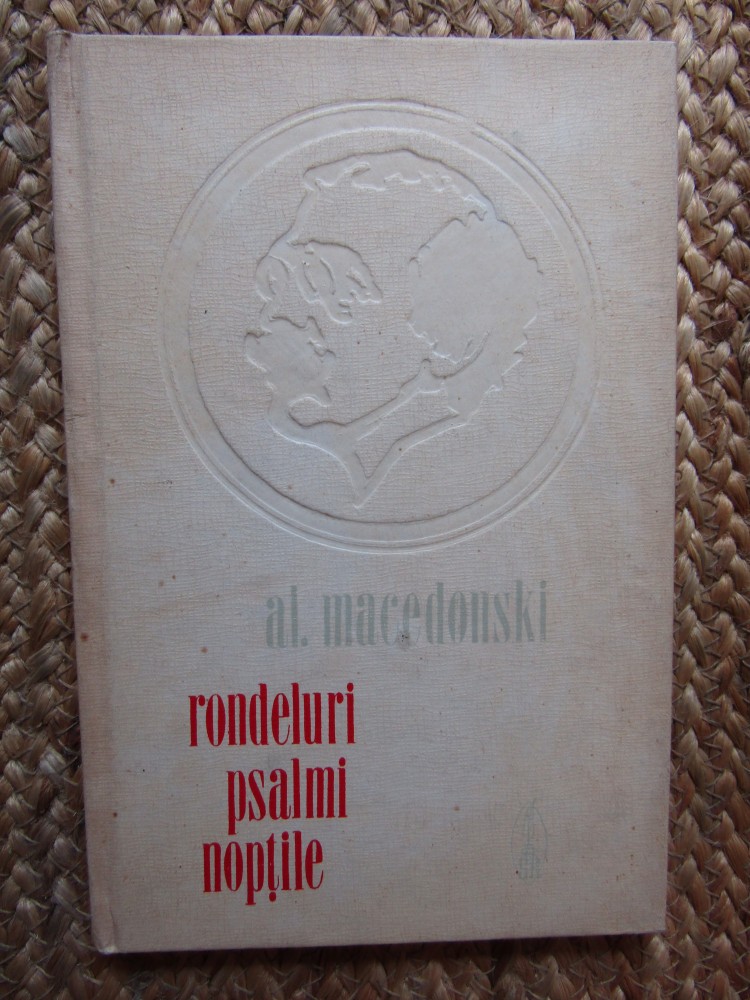 al. macedonski
rondeluri
psalmi
nopțile